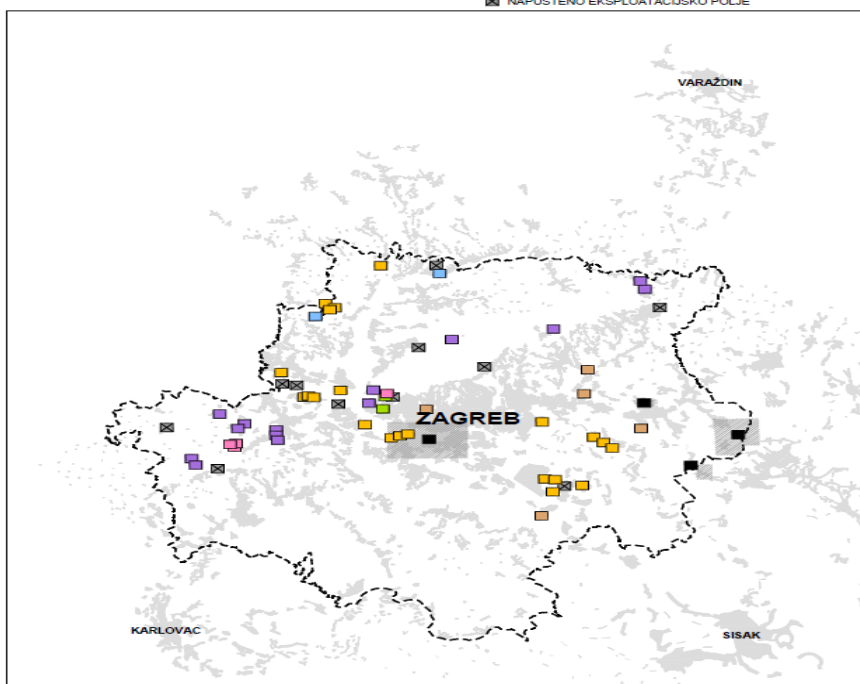 NAPUŠTENO EKSPLOATACIJSKO POLJE
VARAŽDIN
ZAGREB
KARLOVAC
SISAK